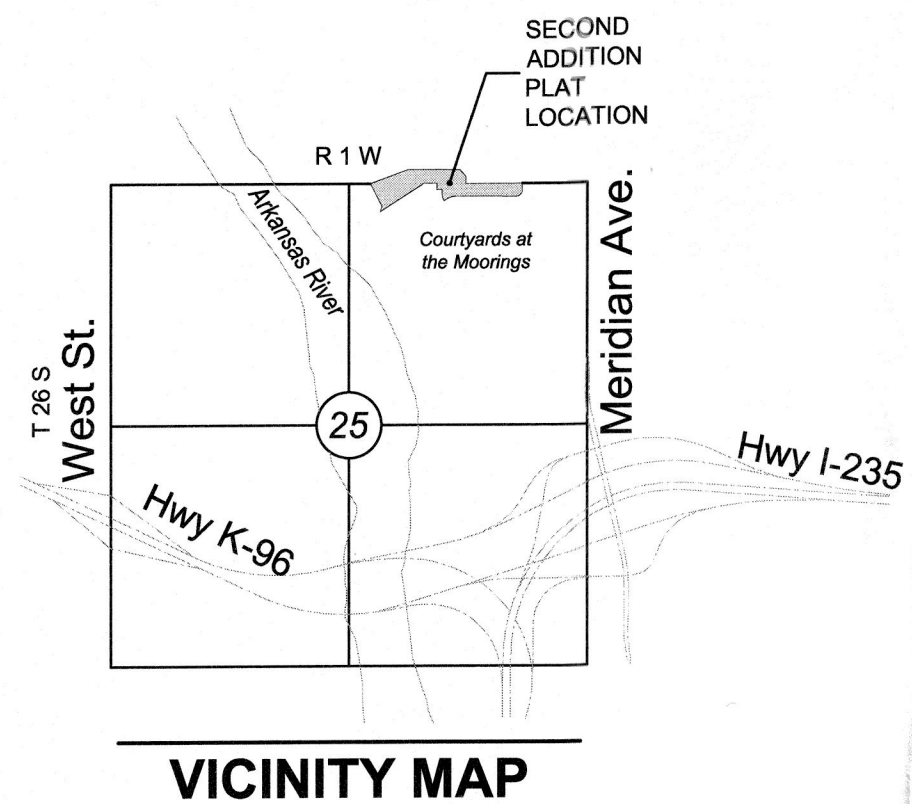 SECOND
ADDITION
PLAT
LOCATION
R 1 W
Arkansas River
Courtyards at
the Moorings
Meridian Ave.
T 26 S
West St.
25
Hwy K-96
Hwy I-235
VICINITY MAP